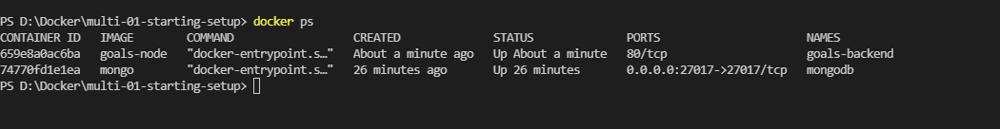 PS D:\Docker\multi-01-starting-setup> docker ps
CONTAINER ID   IMAGE        COMMAND                  CREATED              STATUS              PORTS                      NAMES
659e8a0ac6ba   goals-node   "docker-entrypoint.s…"   About a minute ago   Up About a minute   80/tcp                     goals-backend
74770fd1e1ea   mongo        "docker-entrypoint.s…"   26 minutes ago       Up 26 minutes       0.0.0.0:27017->27017/tcp   mongodb
PS D:\Docker\multi-01-starting-setup>